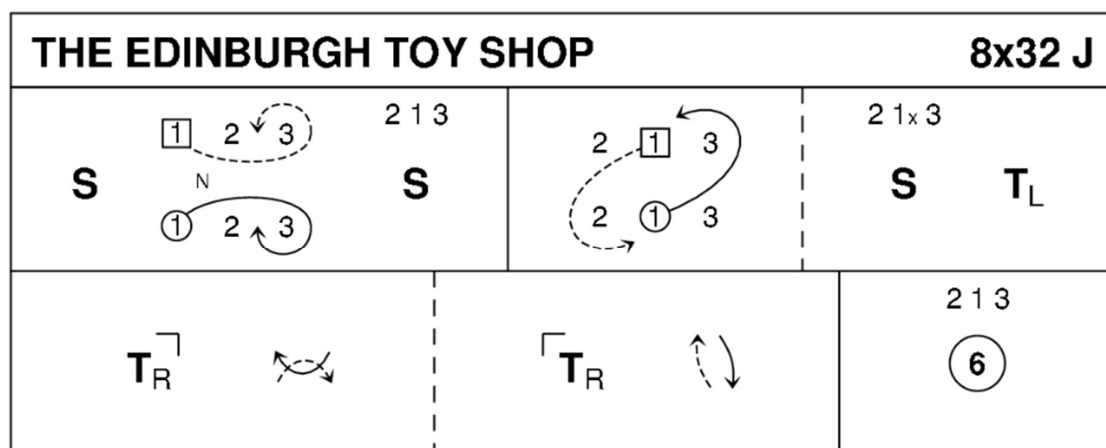 THE EDINBURGH TOY SHOP 8x32 J
2 1 3
1 2 3
S N S
1 2 3
2 1 3
2 1 3
2 1x 3
S TL
TR
TR
2 1 3
6